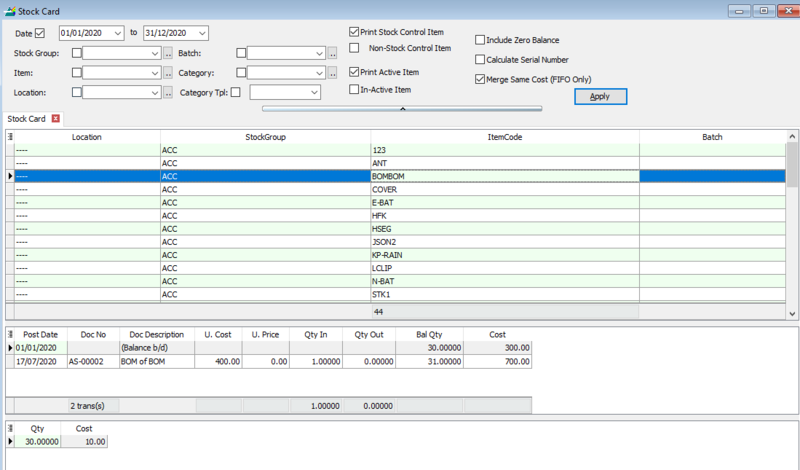 Stock Card
Date 01/01/2020 to 31/12/2020 Print Stock Control Item Include Zero Balance
Stock Group: .. Batch: .. Non-Stock Control Item Calculate Serial Number
Item: .. Category: .. Print Active Item Merge Same Cost (FIFO Only)
Location: .. Category Tpl: In-Active Item Apply
Stock Card
Location StockGroup ItemCode Batch
---- ACC 123
---- ACC ANT
---- ACC BOMBOM
---- ACC COVER
---- ACC E-BAT
---- ACC HFK
---- ACC HSEG
---- ACC JSON2
---- ACC KP-RAIN
---- ACC LCLIP
---- ACC N-BAT
---- ACC STK1
44
Post Date Doc No Doc Description U. Cost U. Price Qty In Qty Out Bal Qty Cost
01/01/2020 (Balance b/d) 30.00000 300.00
17/07/2020 AS-00002 BOM of BOM 400.00 0.00 1.00000 0.00000 31.00000 700.00
2 trans(s) 1.00000 0.00000
Qty Cost
30.00000 10.00